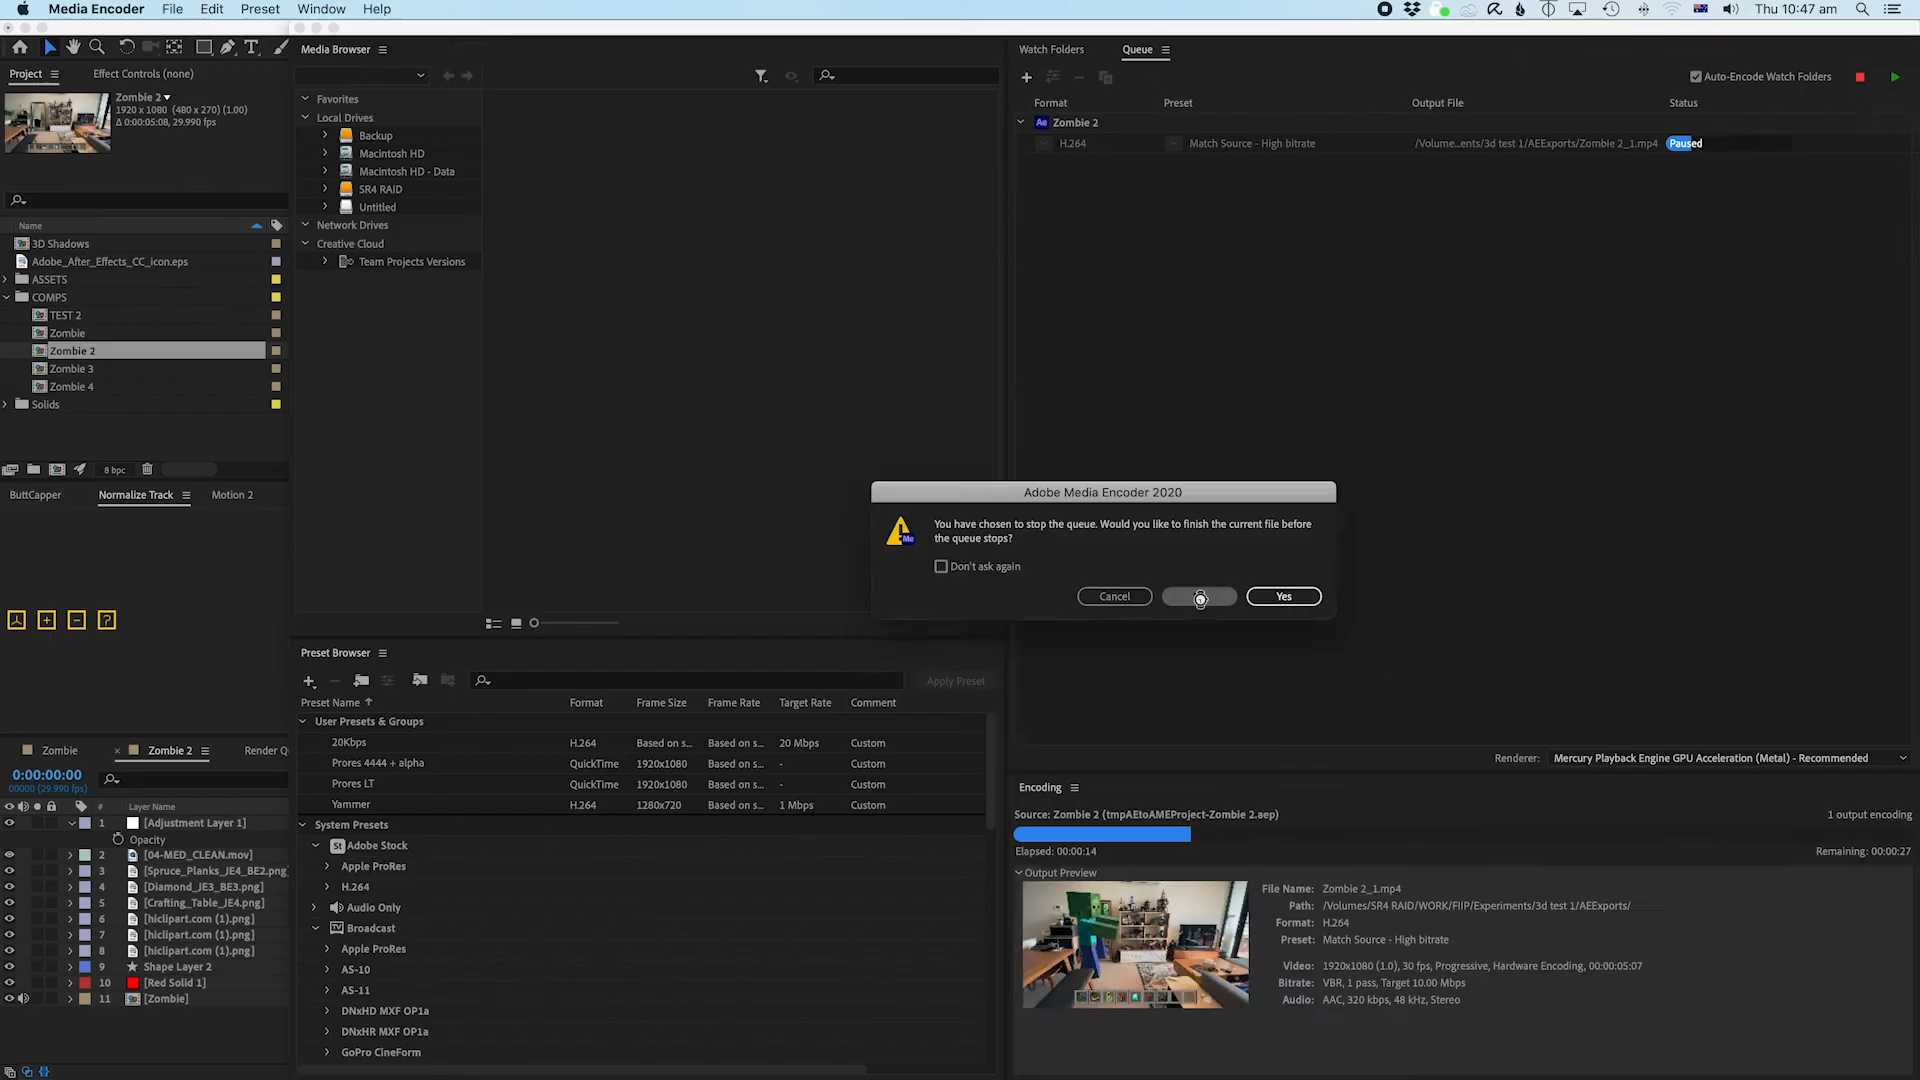 Media Encoder File Edit Preset Window Help Thu 10:47 am
Project Effect Controls (none)
Zombie 2
1920 x 1080 (480 x 270) (1.00)
Δ 0:00:05:08, 29.990 fps
Name
3D Shadows
Adobe_After_Effects_CC_icon.eps
ASSETS
COMPS
TEST 2
Zombie
Zombie 2
Zombie 3
Zombie 4
Solids
8 bpc
ButtCapper Normalize Track Motion 2
Zombie Zombie 2 Render Q
0:00:00:00
00000 (29.990 fps)
# Layer Name
1 [Adjustment Layer 1]
Opacity
2 [04-MED_CLEAN.mov]
3 [Spruce_Planks_JE4_BE2.png]
4 [Diamond_JE3_BE3.png]
5 [Crafting_Table_JE4.png]
6 [hiclipart.com (1).png]
7 [hiclipart.com (1).png]
8 [hiclipart.com (1).png]
9 Shape Layer 2
10 [Red Solid 1]
11 [Zombie]
Media Browser
Favorites
Local Drives
Backup
Macintosh HD
Macintosh HD - Data
SR4 RAID
Untitled
Network Drives
Creative Cloud
Team Projects Versions
Preset Browser
Apply Preset
Preset Name Format Frame Size Frame Rate Target Rate Comment
User Presets & Groups
20Kbps H.264 Based on s... Based on s... 20 Mbps Custom
Prores 4444 + alpha QuickTime 1920x1080 Based on s... - Custom
Prores LT QuickTime 1920x1080 Based on s... - Custom
Yammer H.264 1280x720 Based on s... 1 Mbps Custom
System Presets
St Adobe Stock
Apple ProRes
H.264
Audio Only
TV Broadcast
Apple ProRes
AS-10
AS-11
DNxHD MXF OP1a
DNxHR MXF OP1a
GoPro CineForm
Watch Folders Queue
Auto-Encode Watch Folders
Format Preset Output File Status
Ae Zombie 2
H.264 Match Source - High bitrate /Volume...ents/3d test 1/AEExports/Zombie 2_1.mp4 Paused
Adobe Media Encoder 2020
Me
You have chosen to stop the queue. Would you like to finish the current file before
the queue stops?
Don't ask again
Cancel Yes
Renderer: Mercury Playback Engine GPU Acceleration (Metal) - Recommended
Encoding
Source: Zombie 2 (tmpAEtoAMEProject-Zombie 2.aep) 1 output encoding
Elapsed: 00:00:14 Remaining: 00:00:27
Output Preview
File Name: Zombie 2_1.mp4
Path: /Volumes/SR4 RAID/WORK/FIIP/Experiments/3d test 1/AEExports/
Format: H.264
Preset: Match Source - High bitrate
Video: 1920x1080 (1.0), 30 fps, Progressive, Hardware Encoding, 00:00:05:07
Bitrate: VBR, 1 pass, Target 10.00 Mbps
Audio: AAC, 320 kbps, 48 kHz, Stereo